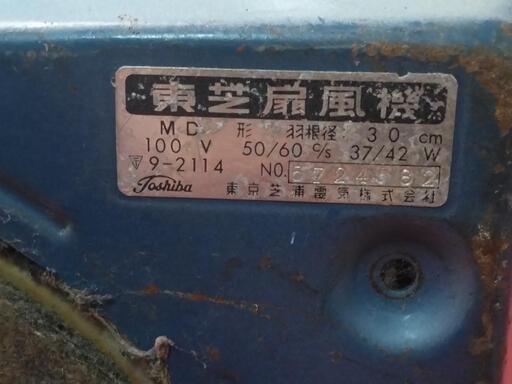 東芝扇風機
MD 形 羽根径 30 cm
100 V 50/60 c/s 37/42 W
〒9-2114 NO.
Toshiba 東京芝浦電気株式会社